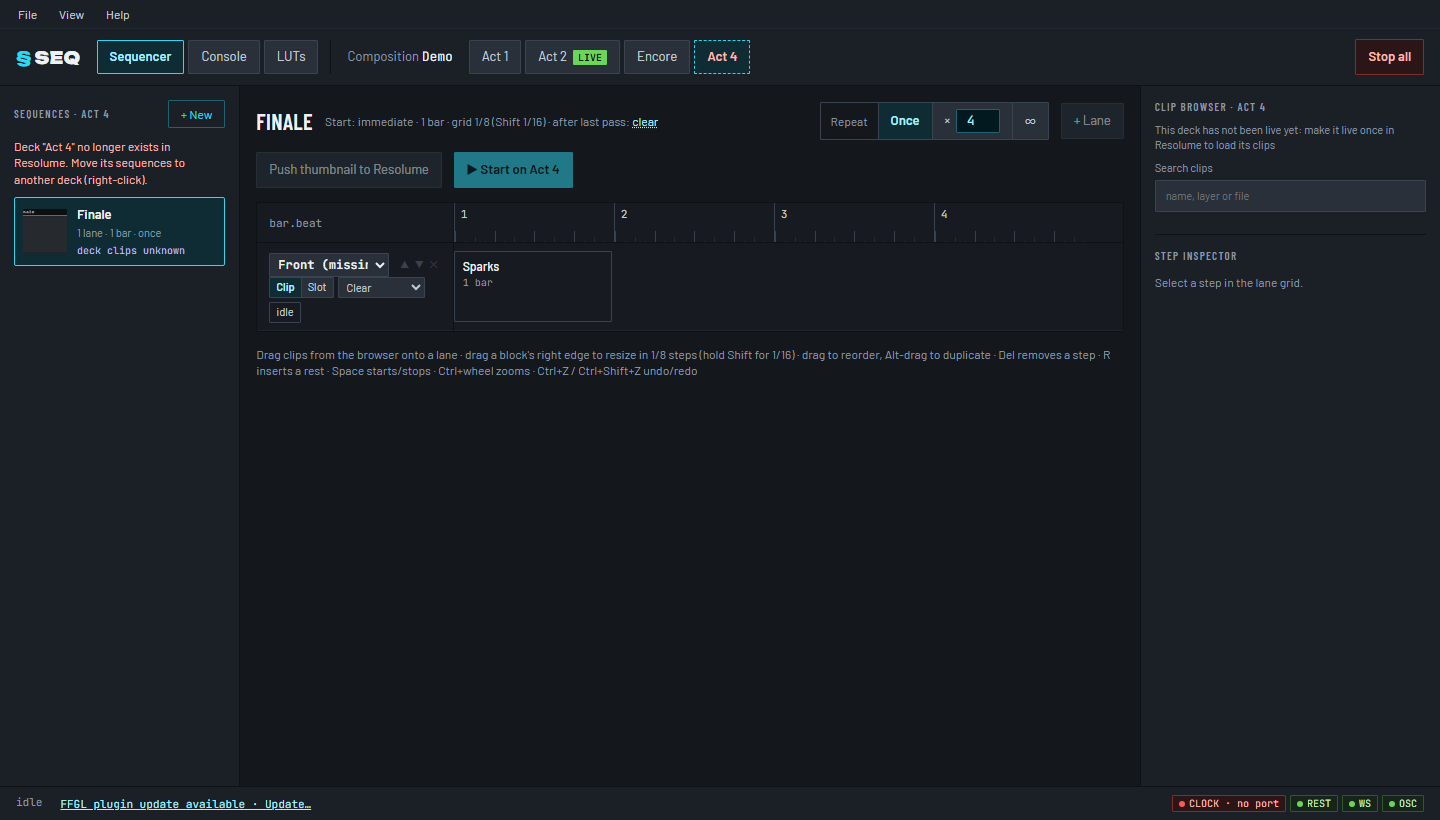 File View Help
SEQ Sequencer Console LUTs Composition Demo Act 1 Act 2 LIVE Encore Act 4 Stop all
SEQUENCES · ACT 4 + New
Deck "Act 4" no longer exists in
Resolume. Move its sequences to
another deck (right-click).
Finale
1 lane · 1 bar · once
deck clips unknown
FINALE Start: immediate · 1 bar · grid 1/8 (Shift 1/16) · after last pass: clear Repeat Once × 4 ∞ + Lane
Push thumbnail to Resolume ▶ Start on Act 4
bar.beat 1 2 3 4
Front (missin ▲ ▼ ×
Clip Slot Clear
idle
Sparks
1 bar
Drag clips from the browser onto a lane · drag a block's right edge to resize in 1/8 steps (hold Shift for 1/16) · drag to reorder, Alt-drag to duplicate · Del removes a step · R
inserts a rest · Space starts/stops · Ctrl+wheel zooms · Ctrl+Z / Ctrl+Shift+Z undo/redo
CLIP BROWSER · ACT 4
This deck has not been live yet: make it live once in
Resolume to load its clips
Search clips
name, layer or file
STEP INSPECTOR
Select a step in the lane grid.
idle FFGL plugin update available · Update… CLOCK · no port REST WS OSC